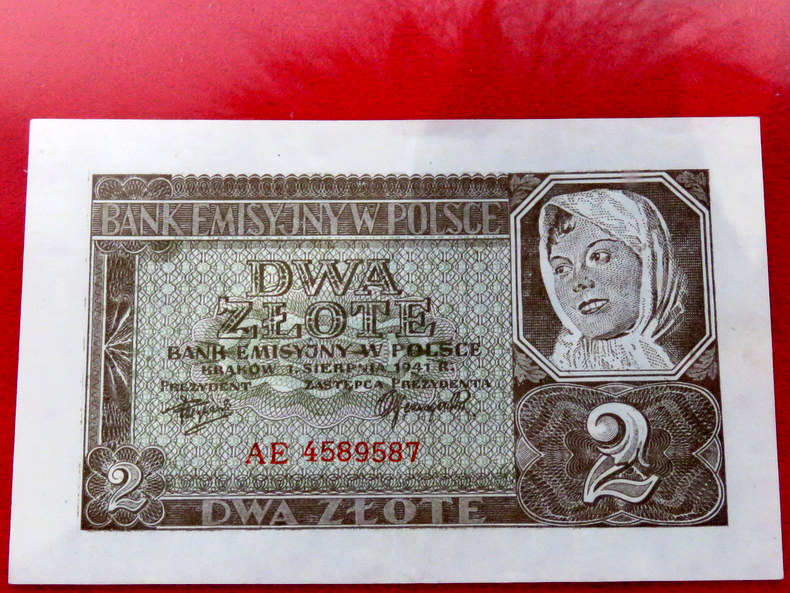 BANK EMISYJNY W POLSCE
DWA
ZŁOTE
BANK EMISYJNY W POLSCE
KRAKÓW 1. SIERPNIA 1941 R.
PREZYDENT ZASTĘPCA PREZYDENTA
AE 4589587
2
2
DWA ZŁOTE